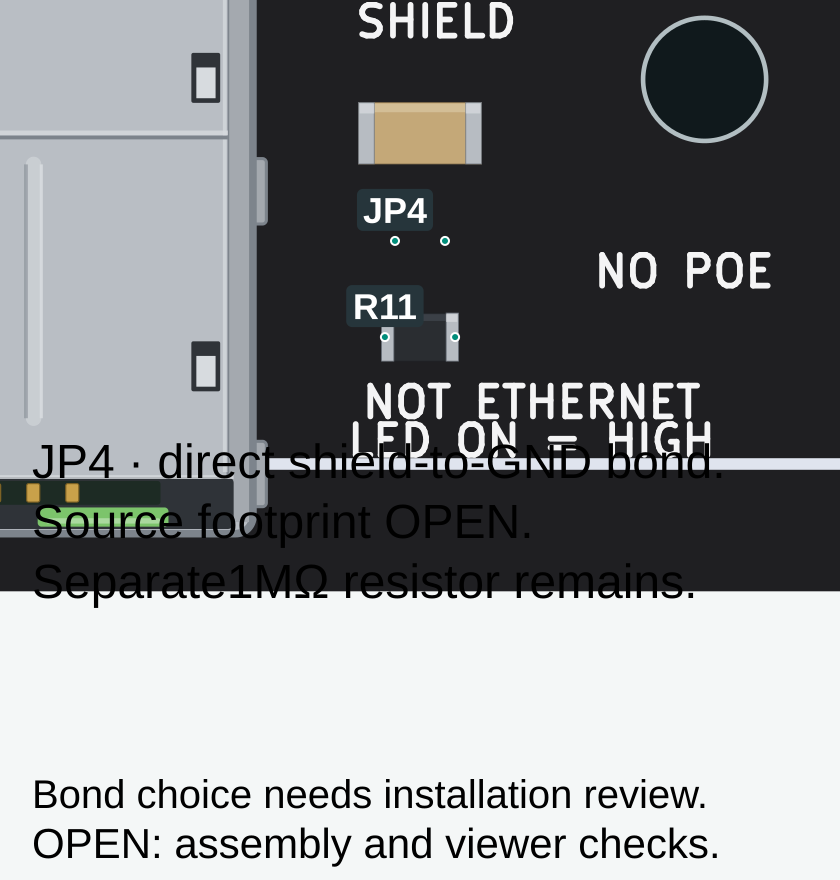 SHIELD
JP4
NO POE
R11
NOT ETHERNET
LED ON = HIGH
JP4 · direct shield-to-GND bond.
Source footprint OPEN.
Separate1MΩ resistor remains.
Bond choice needs installation review.
OPEN: assembly and viewer checks.